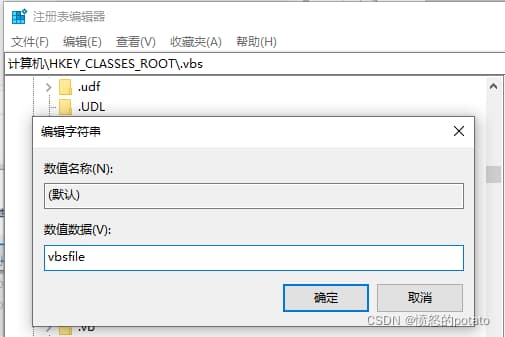 注册表编辑器
文件(F) 编辑(E) 查看(V) 收藏夹(A) 帮助(H)
计算机\HKEY_CLASSES_ROOT\.vbs
.udf
.UDL
编辑字符串
数值名称(N):
(默认)
数值数据(V):
vbsfile
确定 取消
CSDN @愤怒的potato
.vb